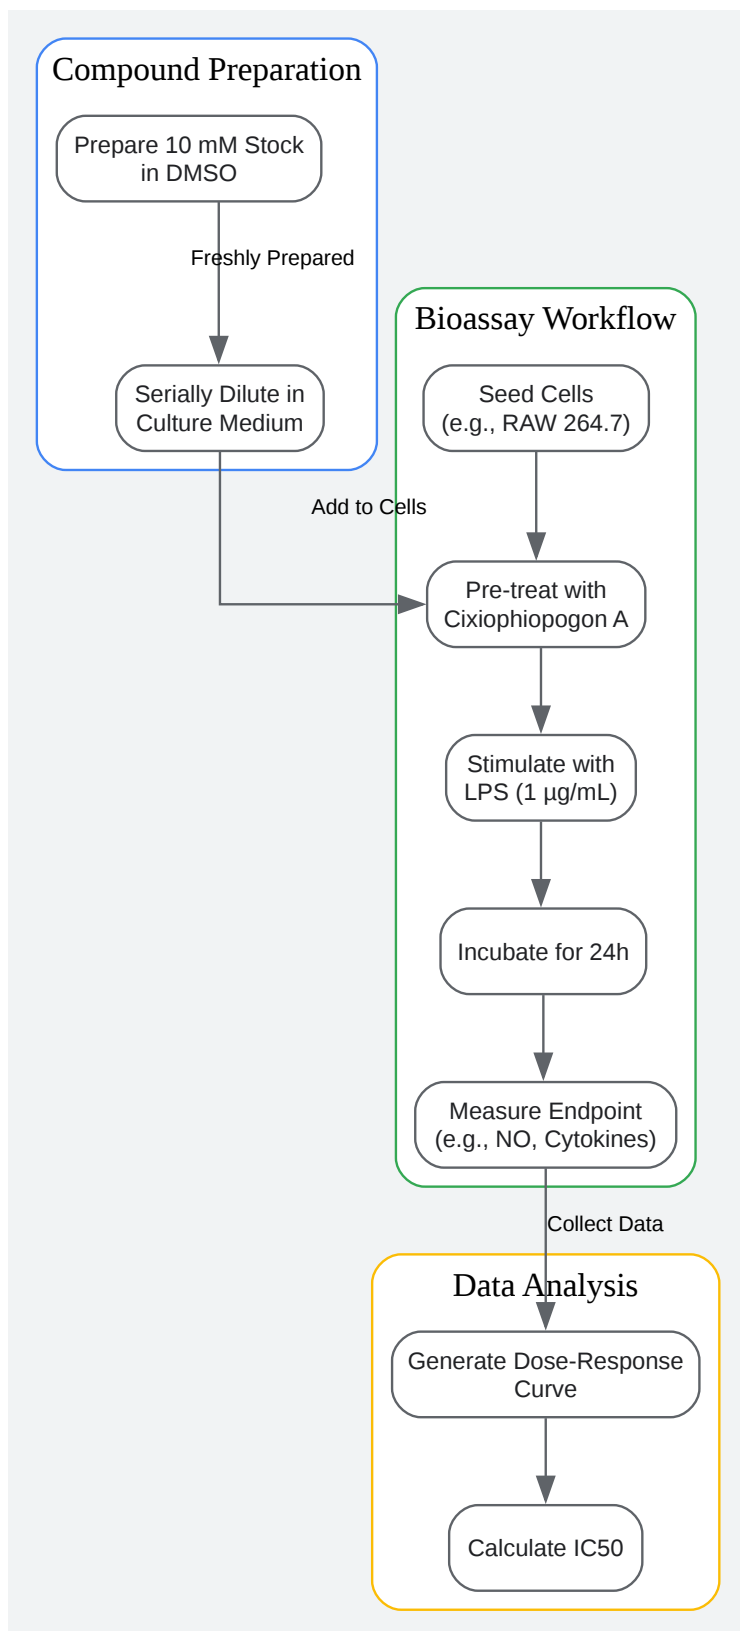 Compound Preparation
Prepare 10 mM Stock
in DMSO
Freshly Prepared
Serially Dilute in
Culture Medium
Add to Cells
Bioassay Workflow
Seed Cells
(e.g., RAW 264.7)
Pre-treat with
Cixiophiopogon A
Stimulate with
LPS (1 µg/mL)
Incubate for 24h
Measure Endpoint
(e.g., NO, Cytokines)
Collect Data
Data Analysis
Generate Dose-Response
Curve
Calculate IC50